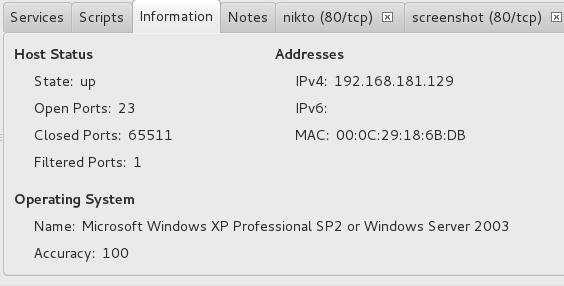 Services Scripts Information Notes nikto (80/tcp) screenshot (80/tcp)
Host Status
State: up
Open Ports: 23
Closed Ports: 65511
Filtered Ports: 1
Addresses
IPv4: 192.168.181.129
IPv6:
MAC: 00:0C:29:18:6B:DB
Operating System
Name: Microsoft Windows XP Professional SP2 or Windows Server 2003
Accuracy: 100